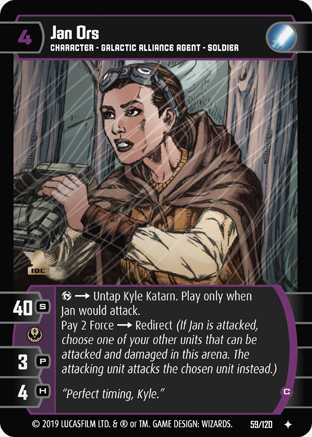 4
Jan Ors
CHARACTER - GALACTIC ALLIANCE AGENT - SOLDIER
IDC
40 S
→ Untap Kyle Katarn. Play only when
Jan would attack.
Pay 2 Force → Redirect (If Jan is attacked,
choose one of your other units that can be
attacked and damaged in this arena. The
attacking unit attacks the chosen unit instead.)
3 P
4 H
“Perfect timing, Kyle.”
C
© 2019 LUCASFILM LTD. & ® or TM. GAME DESIGN: WIZARDS.
59/120